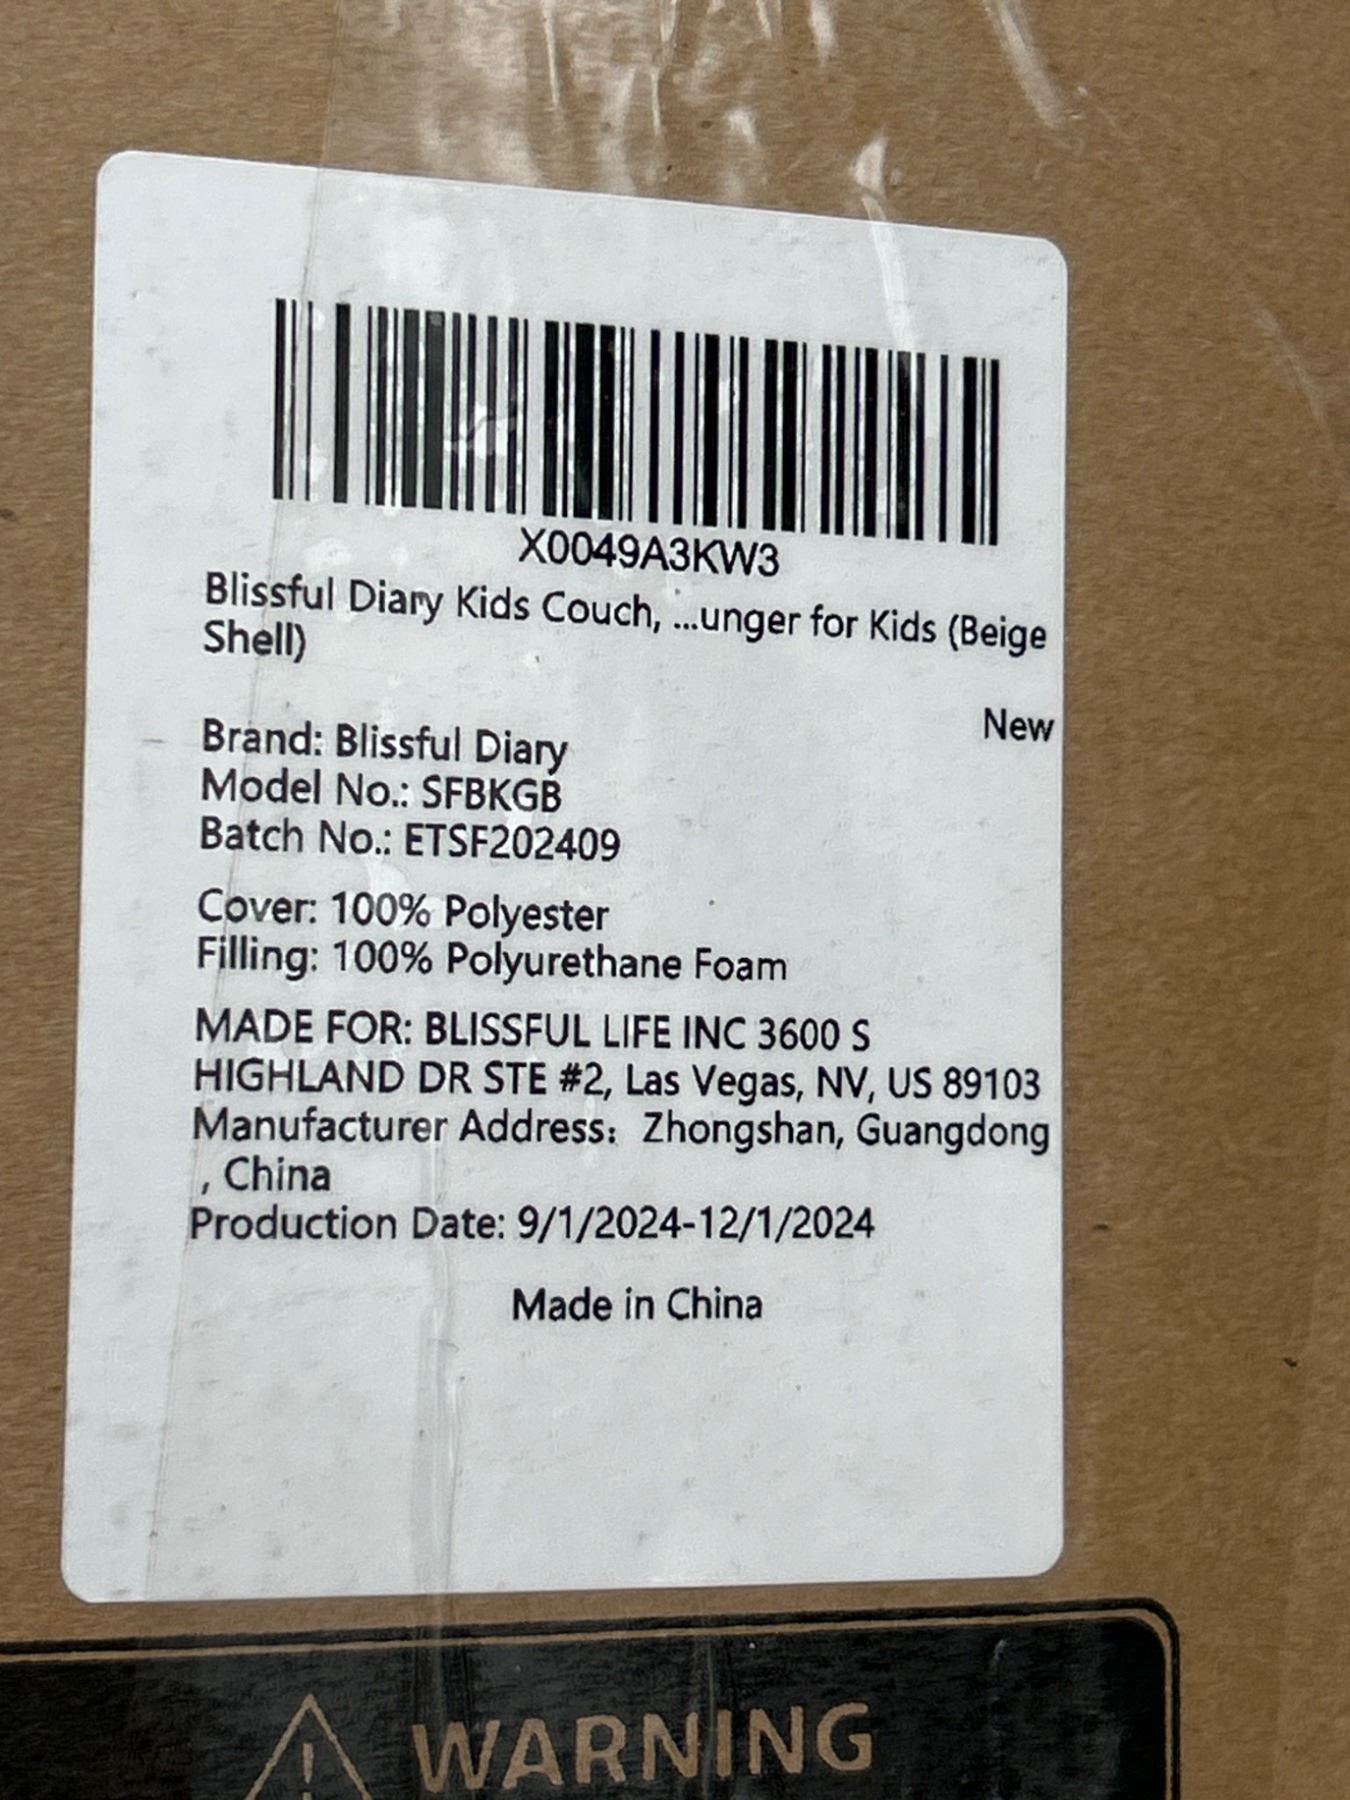 X0049A3KW3
Blissful Diary Kids Couch, ...unger for Kids (Beige
Shell)
New
Brand: Blissful Diary
Model No.: SFBKGB
Batch No.: ETSF202409
Cover: 100% Polyester
Filling: 100% Polyurethane Foam
MADE FOR: BLISSFUL LIFE INC 3600 S
HIGHLAND DR STE #2, Las Vegas, NV, US 89103
Manufacturer Address：Zhongshan, Guangdong
, China
Production Date: 9/1/2024-12/1/2024
Made in China
WARNING